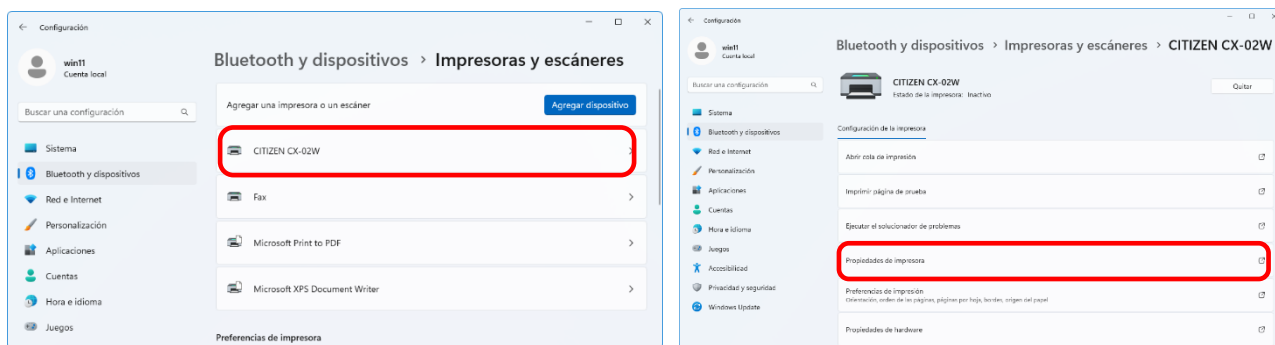 Configuración
win11
Cuenta local
Buscar una configuración
Sistema
Bluetooth y dispositivos
Red e Internet
Personalización
Aplicaciones
Cuentas
Hora e idioma
Juegos
Bluetooth y dispositivos > Impresoras y escáneres
Agregar una impresora o un escáner
Agregar dispositivo
CITIZEN CX-02W
Fax
Microsoft Print to PDF
Microsoft XPS Document Writer
Preferencias de impresora
Configuración
win11
Cuenta local
Buscar una configuración
Sistema
Bluetooth y dispositivos
Red e Internet
Personalización
Aplicaciones
Cuentas
Hora e idioma
Juegos
Accesibilidad
Privacidad y seguridad
Windows Update
Bluetooth y dispositivos > Impresoras y escáneres > CITIZEN CX-02W
CITIZEN CX-02W
Estado de la impresora: Inactivo
Quitar
Configuración de la impresora
Abrir cola de impresión
Imprimir página de prueba
Ejecutar el solucionador de problemas
Propiedades de impresora
Preferencias de impresión
Orientación, orden de las páginas, páginas por hoja, bordes, origen del papel
Propiedades de hardware